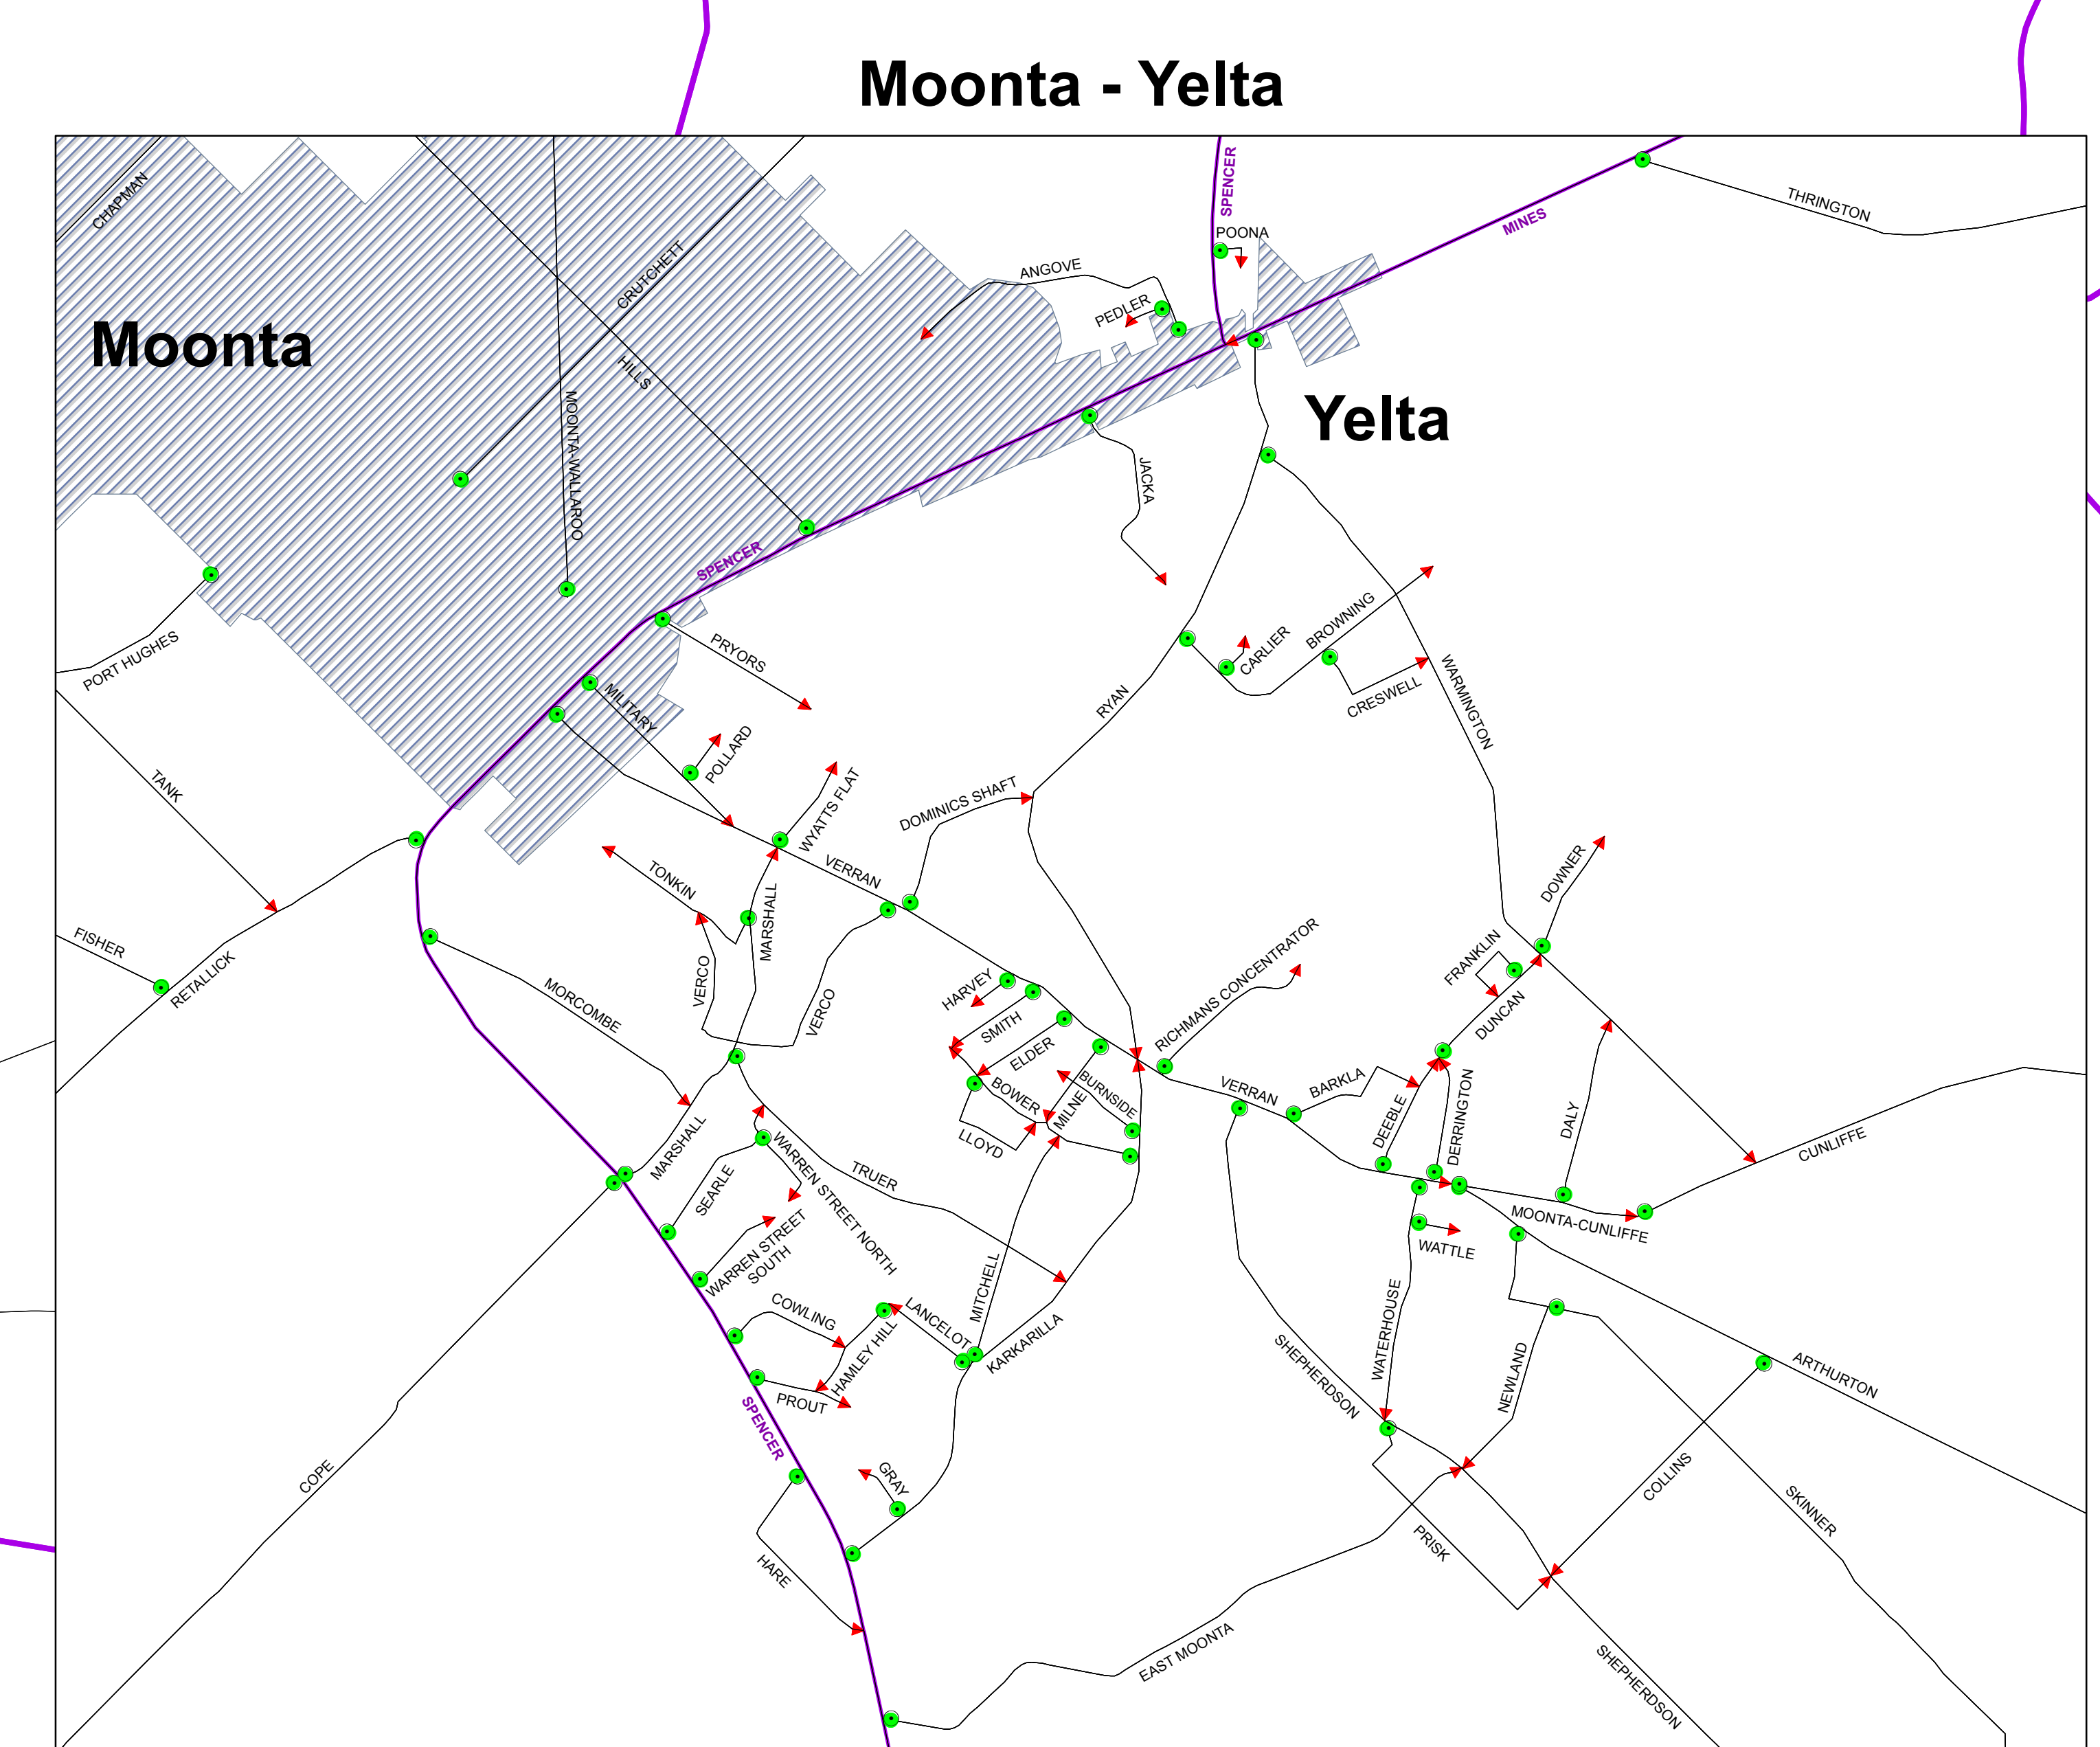 Moonta - Yelta
SPENCER
CHAPMAN
THRINGTON
MINES
POONA
CRUTCHETT
ANGOVE
PEDLER
Moonta
HILLS
Yelta
MOONTA-WALLAROO
JACKA
SPENCER
PORT HUGHES
PRYORS
BROWNING
CARLIER
CRESWELL
WARMINGTON
MILITARY
RYAN
POLLARD
TANK
WYATTS FLAT
DOMINICS SHAFT
VERRAN
TONKIN
DOWNER
MARSHALL
FISHER
RETALLICK
VERCO
VERCO
MORCOMBE
HARVEY
SMITH
ELDER
RICHMANS CONCENTRATOR
FRANKLIN
DUNCAN
BOWER
BURNSIDE
MILNE
VERRAN
BARKLA
DEEBLE
DERRINGTON
DALY
LLOYD
CUNLIFFE
MARSHALL
SEARLE
WARREN STREET NORTH
TRUER
WARREN STREET
SOUTH
MOONTA-CUNLIFFE
WATTLE
COWLING
HAMLEY HILL
LANCELOT
MITCHELL
KARKARILLA
WATERHOUSE
SHEPHERDSON
NEWLAND
ARTHURTON
PROUT
SPENCER
COPE
GRAY
COLLINS
SKINNER
PRISK
HARE
EAST MOONTA
SHEPHERDSON